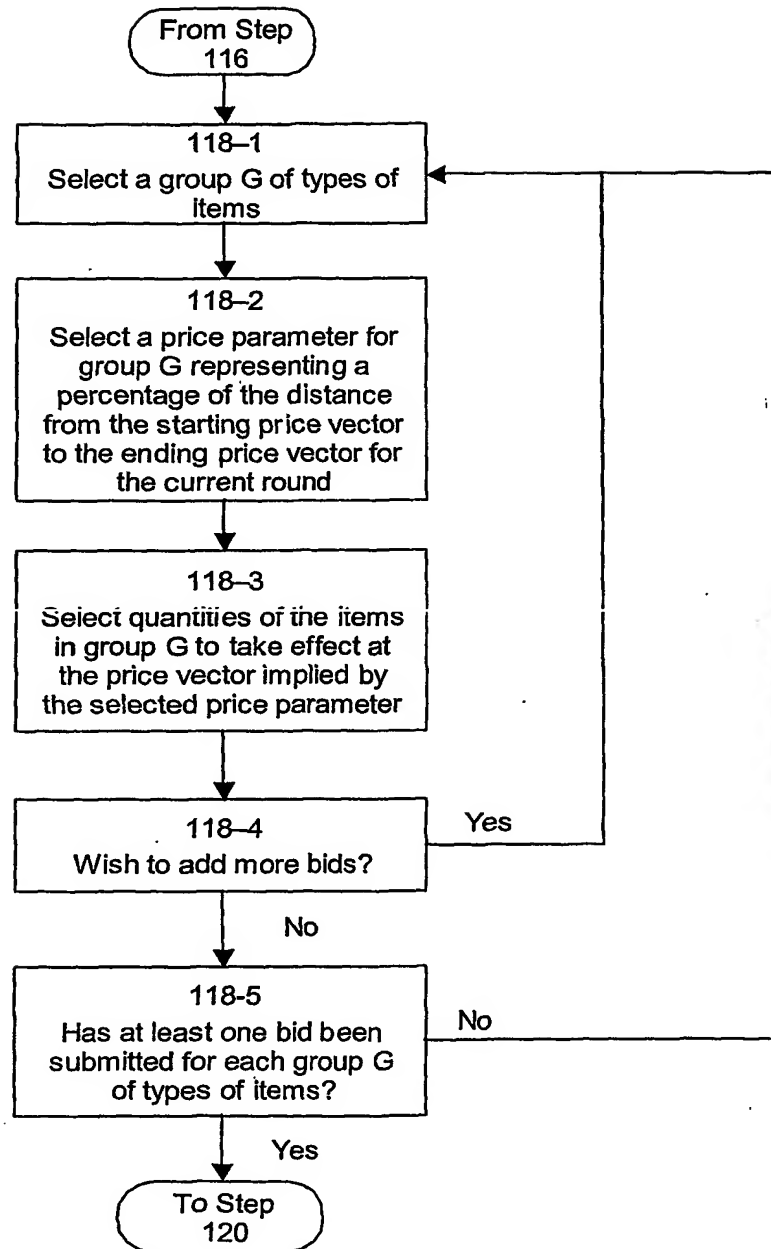 From Step
116
118–1
Select a group G of types of
items
118–2
Select a price parameter for
group G representing a
percentage of the distance
from the starting price vector
to the ending price vector for
the current round
118–3
Select quantities of the items
in group G to take effect at
the price vector implied by
the selected price parameter
118–4
Wish to add more bids?
Yes
No
118-5
Has at least one bid been
submitted for each group G
of types of items?
No
Yes
To Step
120